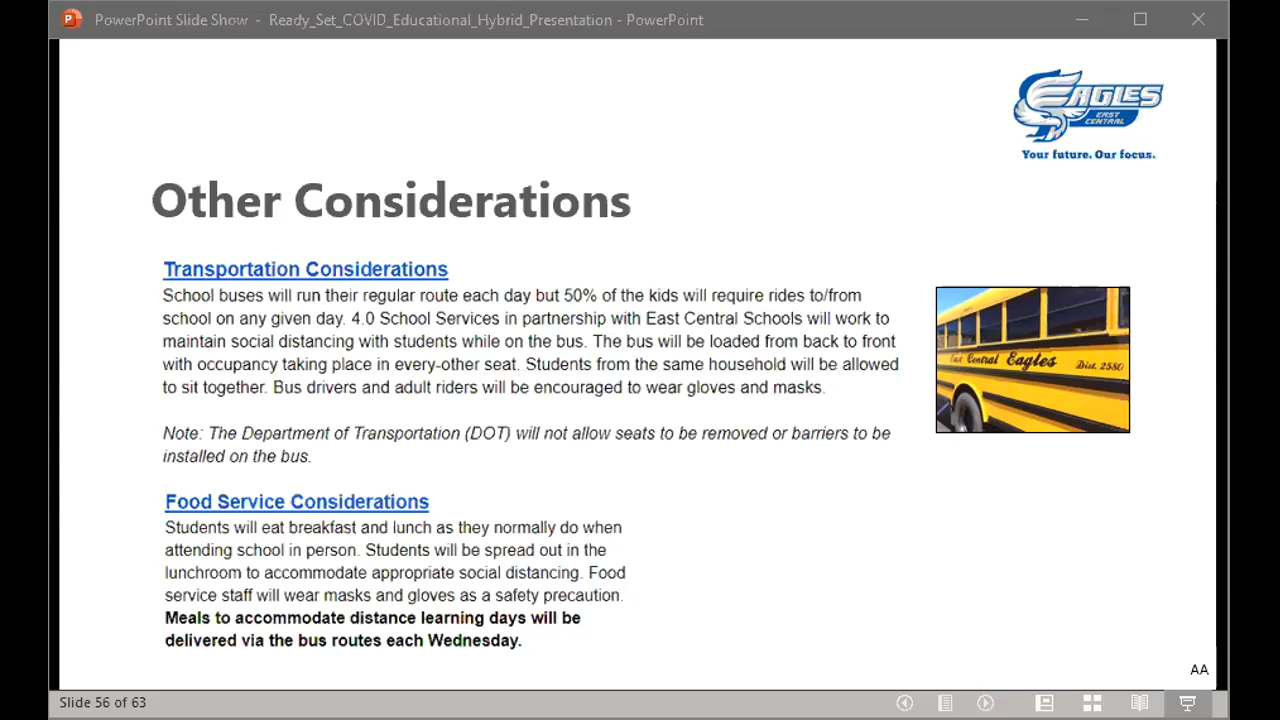 PowerPoint Slide Show - Ready_Set_COVID_Educational_Hybrid_Presentation - PowerPoint
EAGLES
EAST CENTRAL
Your future. Our focus.
Other Considerations
Transportation Considerations
School buses will run their regular route each day but 50% of the kids will require rides to/from
school on any given day. 4.0 School Services in partnership with East Central Schools will work to
maintain social distancing with students while on the bus. The bus will be loaded from back to front
with occupancy taking place in every-other seat. Students from the same household will be allowed
to sit together. Bus drivers and adult riders will be encouraged to wear gloves and masks.
East Central Eagles Dist. 2580
Note: The Department of Transportation (DOT) will not allow seats to be removed or barriers to be
installed on the bus.
Food Service Considerations
Students will eat breakfast and lunch as they normally do when
attending school in person. Students will be spread out in the
lunchroom to accommodate appropriate social distancing. Food
service staff will wear masks and gloves as a safety precaution.
Meals to accommodate distance learning days will be
delivered via the bus routes each Wednesday.
AA
Slide 56 of 63